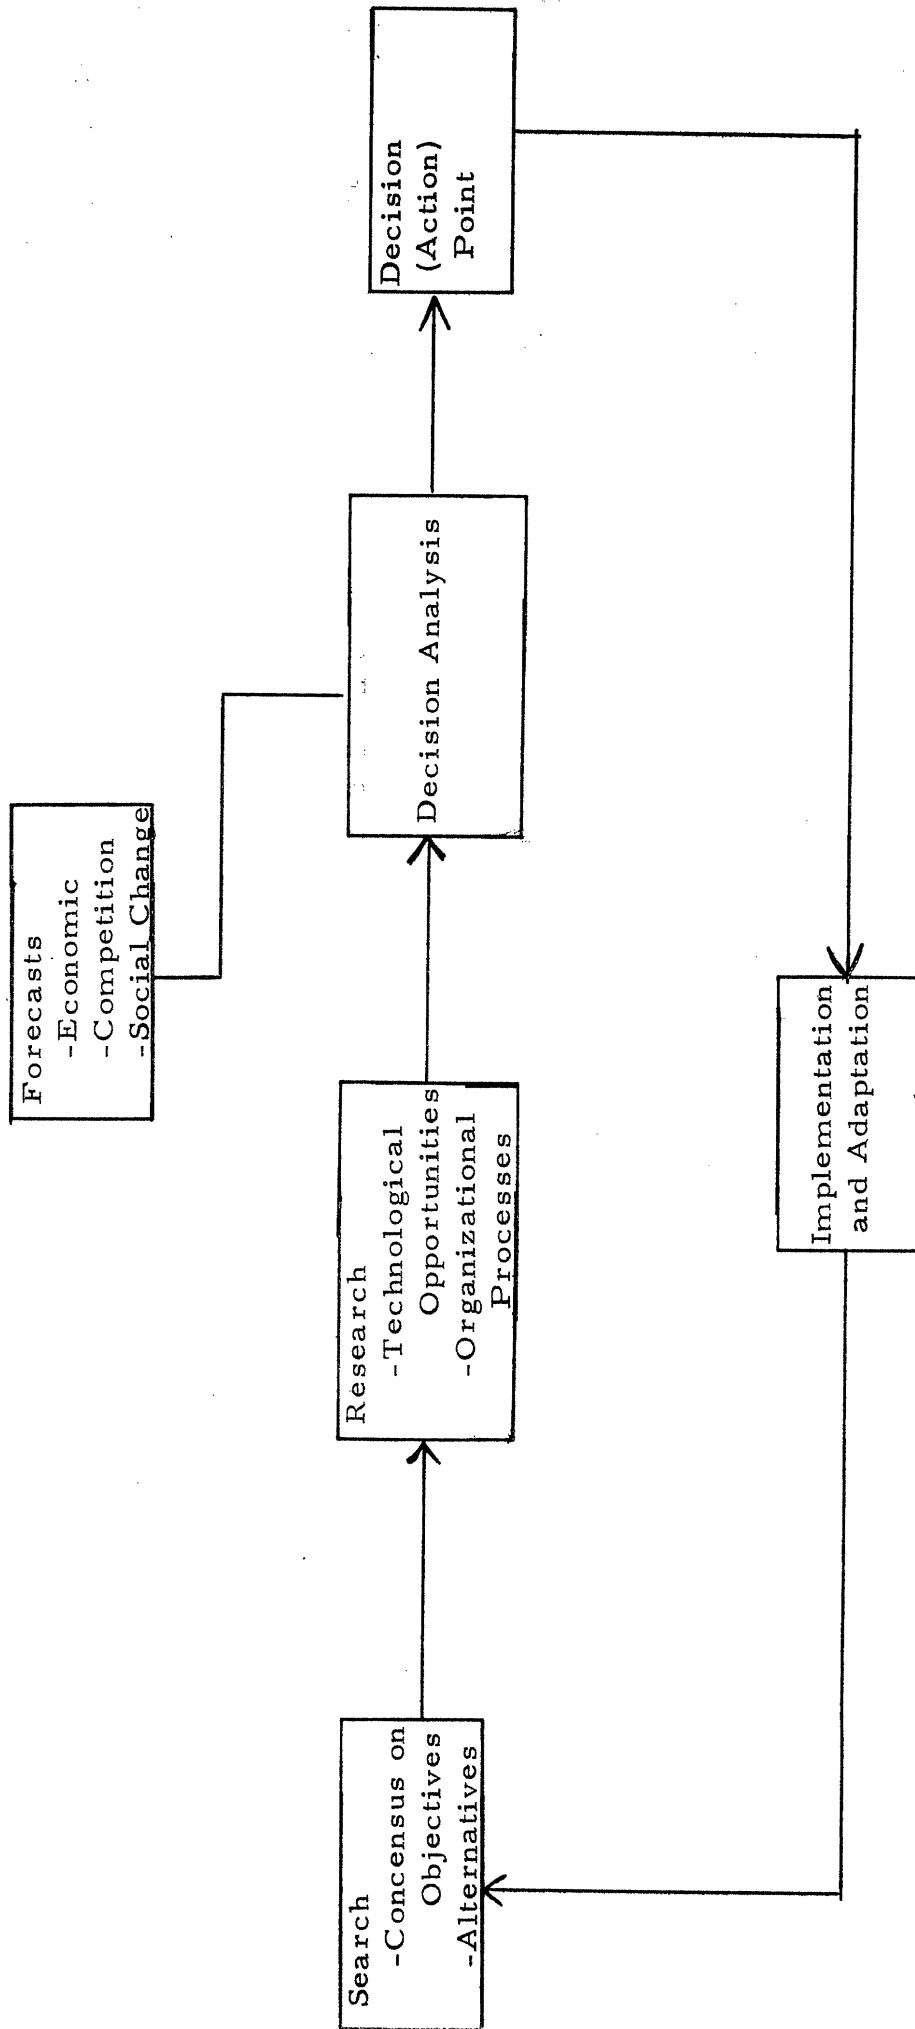 Forecasts
-Economic
-Competition
-Social Change
Search
-Concensus on
Objectives
-Alternatives
Research
-Technological
Opportunities
-Organizational
Processes
Decision Analysis
Decision
(Action)
Point
Implementation
and Adaptation